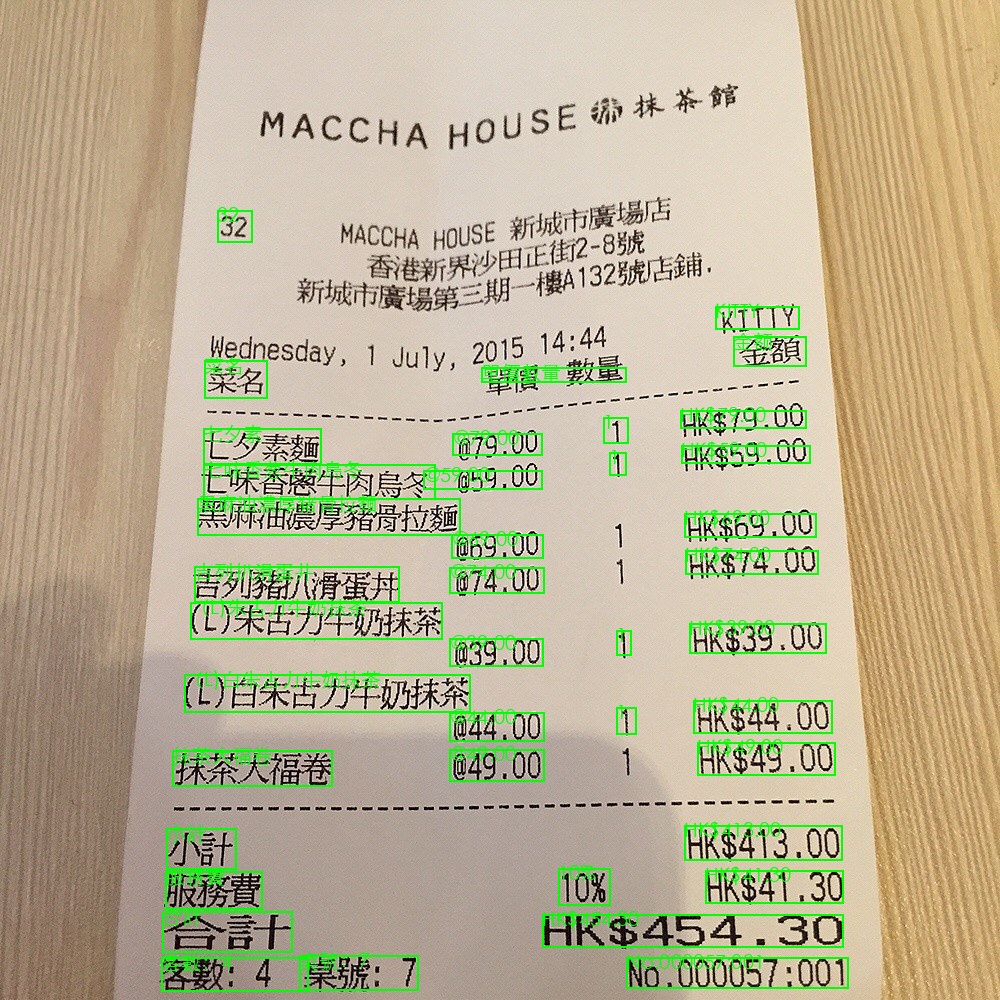 MACCHA HOUSE 抹茶館
32
MACCHA HOUSE 新城市廣場店
香港新界沙田正街2-8號
新城市廣場第三期一樓A132號店鋪.
KITTY
Wednesday, 1 July, 2015 14:44
菜名 單價 數量 金額
七夕素麵 @79.00 1 HK$79.00
七味香蔥牛肉烏冬 @59.00 1 HK$59.00
黑麻油濃厚豬骨拉麵
@69.00 1 HK$69.00
吉列豬扒滑蛋丼 @74.00 1 HK$74.00
(L)朱古力牛奶抹茶
@39.00 1 HK$39.00
(L)白朱古力牛奶抹茶
@44.00 1 HK$44.00
抹茶大福卷 @49.00 1 HK$49.00
小計 HK$413.00
服務費 10% HK$41.30
合計 HK$454.30
客數: 4 桌號: 7 No.000057:001